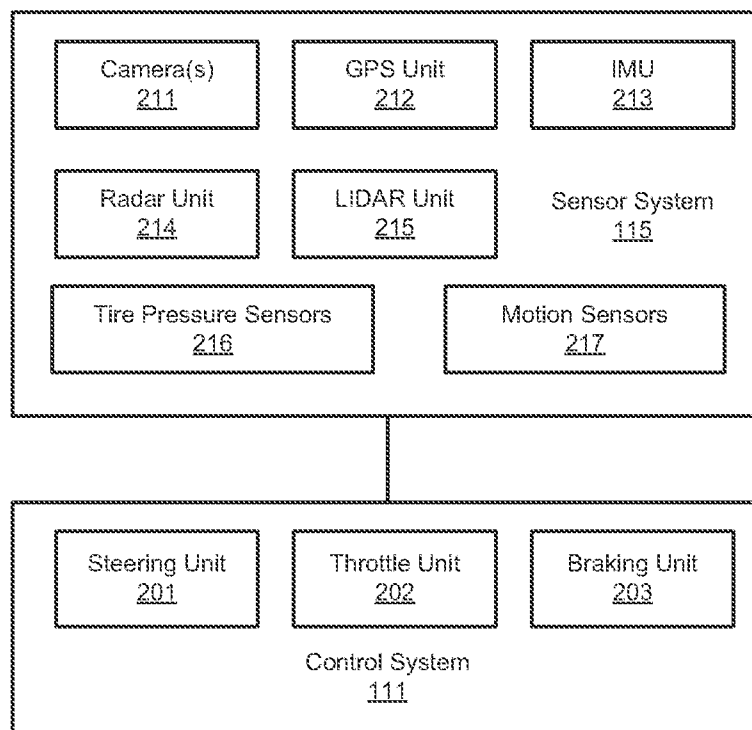 Camera(s)
211
GPS Unit
212
IMU
213
Radar Unit
214
LIDAR Unit
215
Sensor System
115
Tire Pressure Sensors
216
Motion Sensors
217
Steering Unit
201
Throttle Unit
202
Braking Unit
203
Control System
111